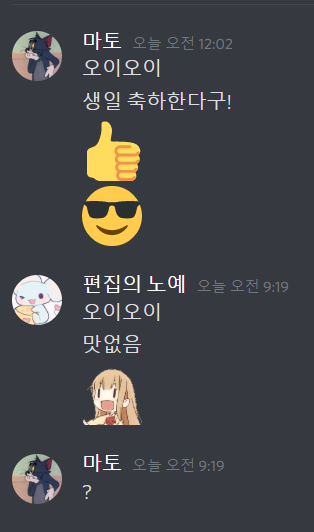 마토 오늘 오전 12:02
오이오이
생일 축하한다구!
편집의 노예 오늘 오전 9:19
오이오이
맛없음
마토 오늘 오전 9:19
?